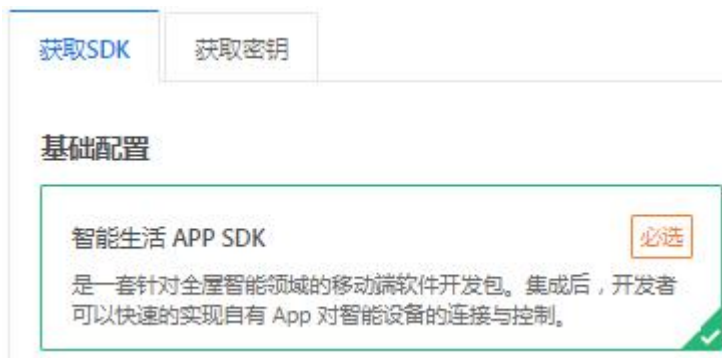 获取SDK 获取密钥
基础配置
智能生活 APP SDK 必选
是一套针对全屋智能领域的移动端软件开发包。集成后，开发者
可以快速的实现自有 App 对智能设备的连接与控制。